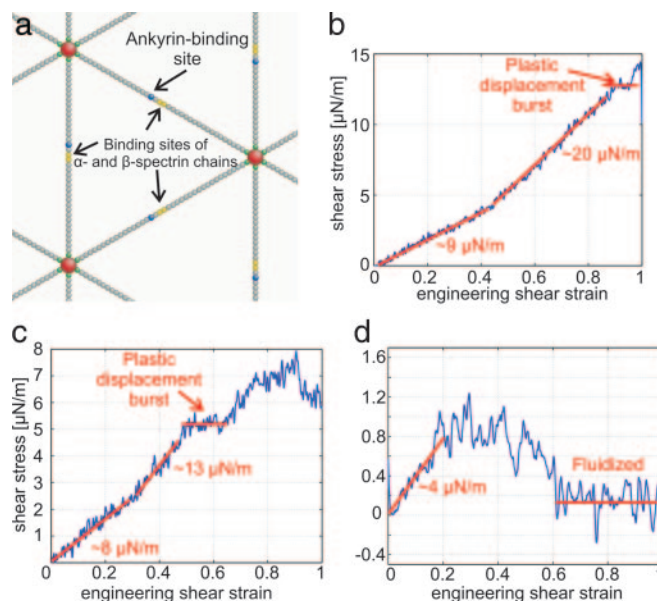 a
Ankyrin-binding
site
Binding sites of
α- and β-spectrin chains
b
15
10
5
0
0
0.2
0.4
0.6
0.8
1
shear stress [µN/m]
engineering shear strain
Plastic
displacement
burst
~20 µN/m
~9 µN/m
c
8
7
6
5
4
3
2
1
0
0.2
0.4
0.6
0.8
1
shear stress [µN/m]
engineering shear strain
Plastic
displacement
burst
~13 µN/m
~8 µN/m
d
1.6
1.2
0.8
0.4
0
-0.4
0
0.2
0.4
0.6
0.8
1
engineering shear strain
~4 µN/m
Fluidized